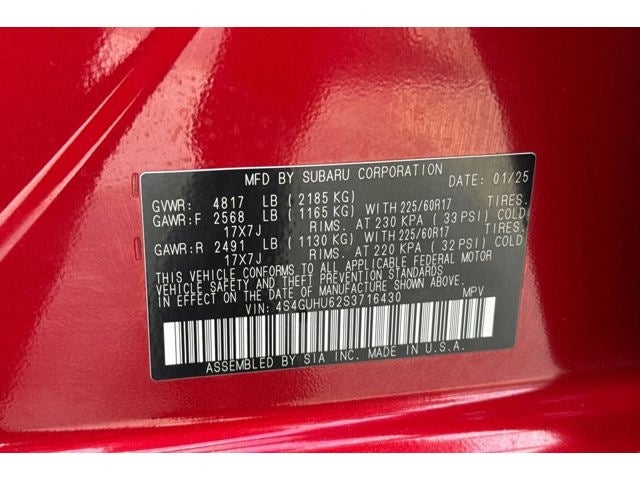 MFD BY SUBARU CORPORATION DATE: 01/25
GVWR: 4817 LB (2185 KG)
GAWR:F 2568 LB (1165 KG) WITH 225/60R17 TIRES.
17X7J RIMS. AT 230 KPA (33 PSI) COLD
GAWR:R 2491 LB (1130 KG) WITH 225/60R17 TIRES.
17X7J RIMS. AT 220 KPA (32 PSI) COLD
THIS VEHICLE CONFORMS TO ALL APPLICABLE FEDERAL MOTOR
VEHICLE SAFETY AND THEFT PREVENTION STANDARDS IN EFFECT
ON THE DATE OF MANUFACTURE SHOWN ABOVE.
VIN: 4S4GUHU62S3716430 MPV
ASSEMBLED BY SIA INC. MADE IN U.S.A.